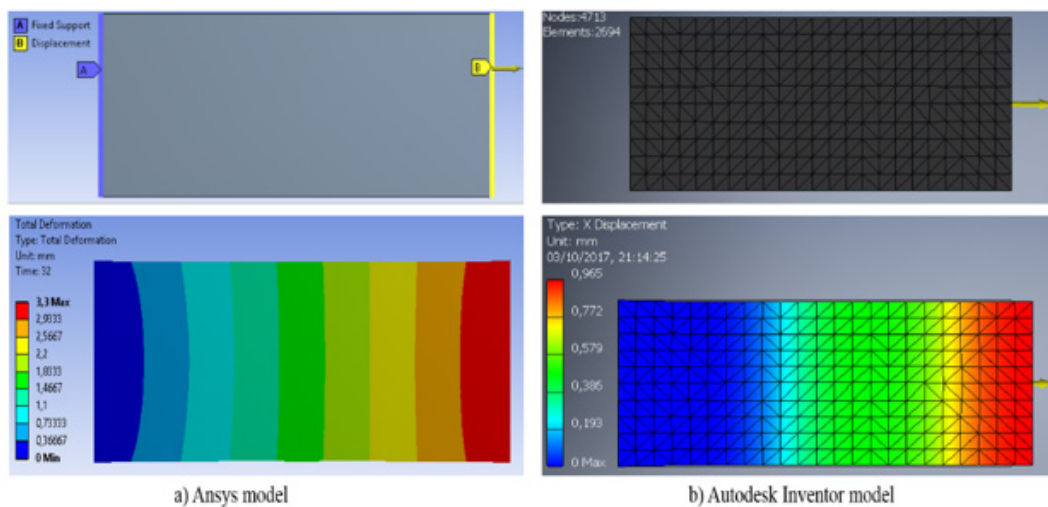 A Fixed Support
B Displacement
A
B
Nodes:4713
Elements:2694
Total Deformation
Type: Total Deformation
Unit: mm
Time: 32
3,3 Max
2,9333
2,5667
2,2
1,8333
1,4667
1,1
0,73333
0,36667
0 Min
Type: X Displacement
Unit: mm
03/10/2017, 21:14:25
0,965
0,772
0,579
0,386
0,193
0 Max
a) Ansys model
b) Autodesk Inventor model